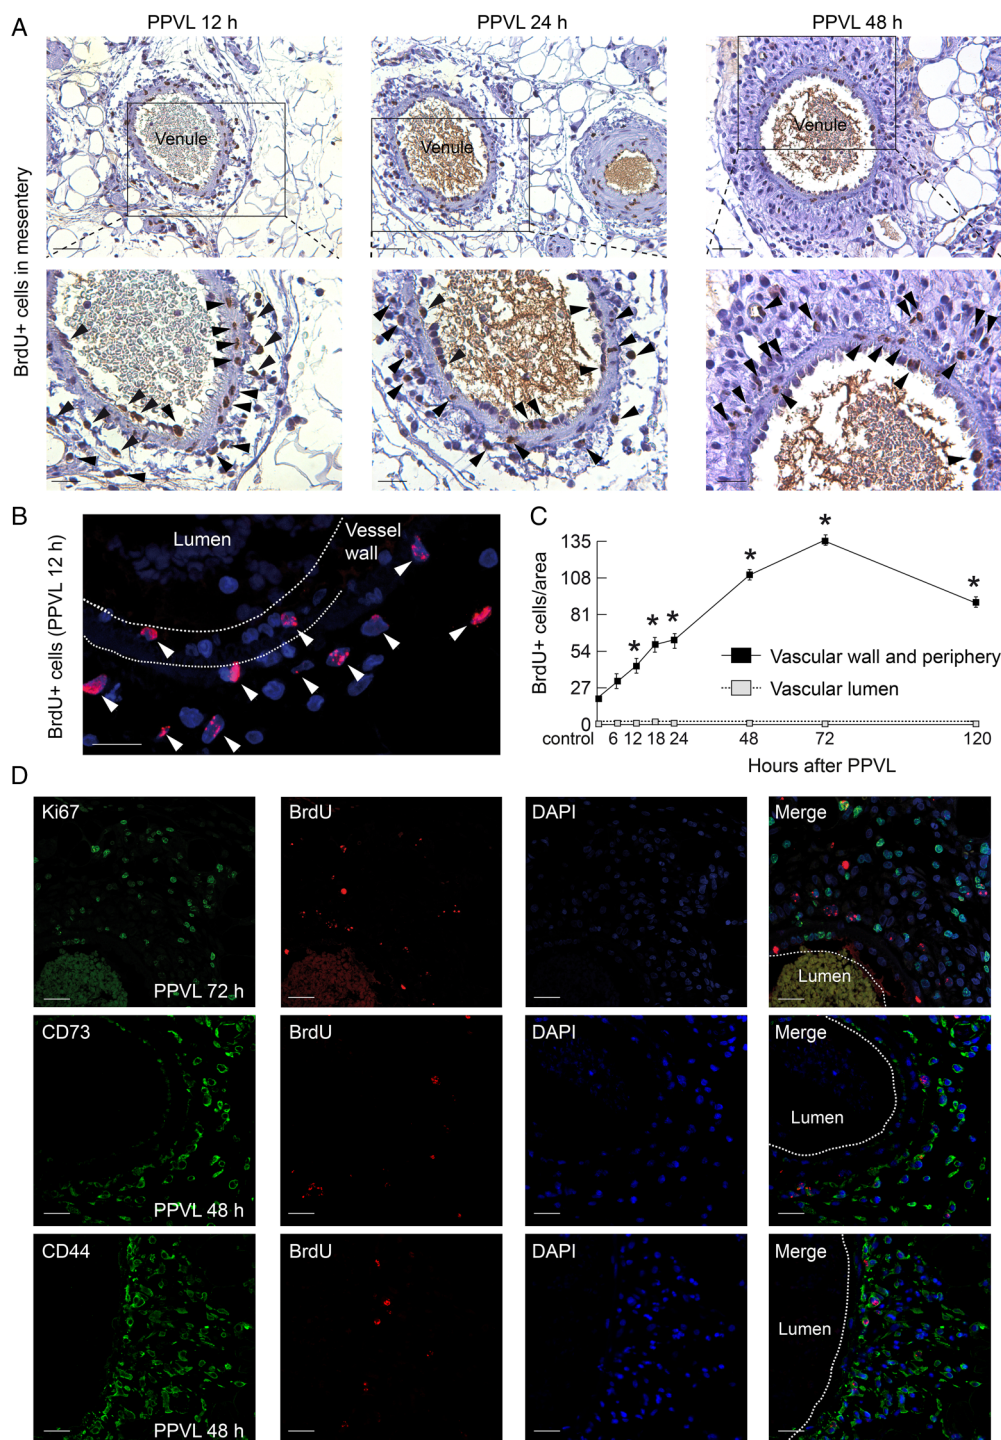 A
PPVL 12 h
PPVL 24 h
PPVL 48 h
BrdU+ cells in mesentery
Venule
Venule
Venule
B
BrdU+ cells (PPVL 12 h)
Lumen
Vessel
wall
C
BrdU+ cells/area
135
108
81
54
27
0
*
*
*
*
*
*
Vascular wall and periphery
Vascular lumen
control
6
12
18
24
48
72
120
Hours after PPVL
D
Ki67
PPVL 72 h
BrdU
DAPI
Merge
Lumen
CD73
PPVL 48 h
BrdU
DAPI
Merge
Lumen
CD44
PPVL 48 h
BrdU
DAPI
Merge
Lumen